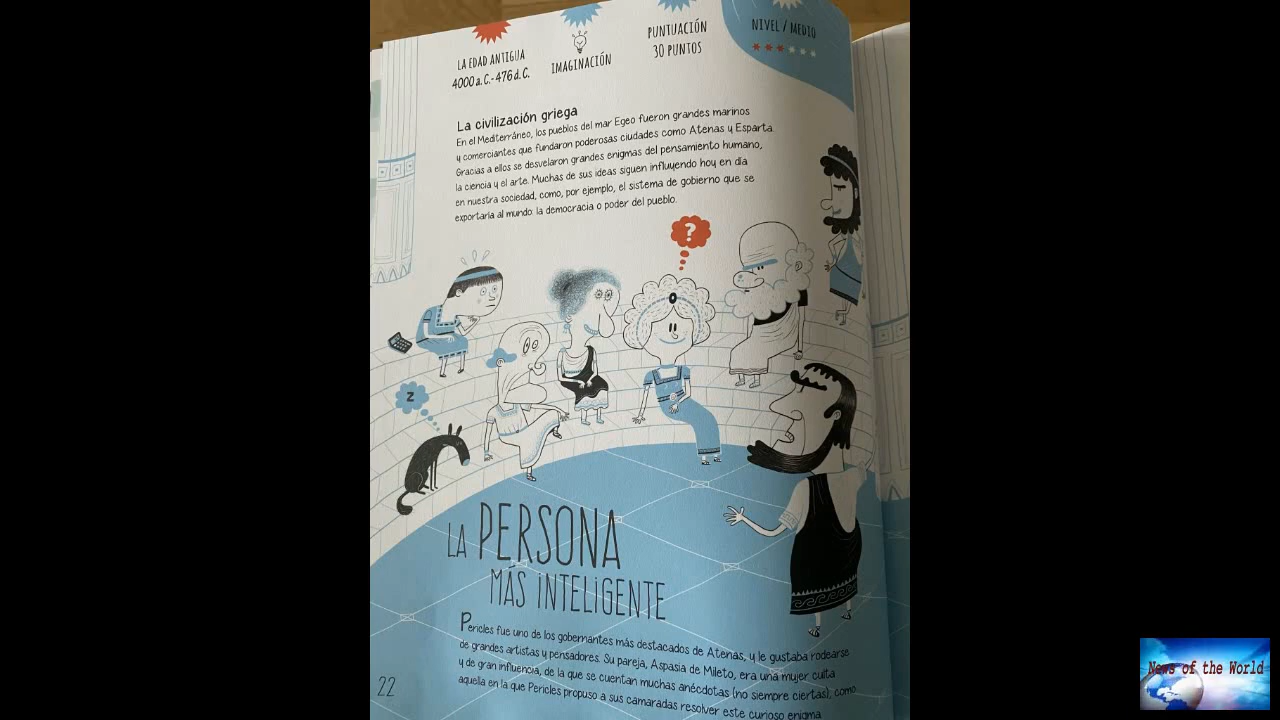 LA EDAD ANTIGUA
4000 a.C.-476 d.C.
IMAGINACIÓN
PUNTUACIÓN
30 PUNTOS
NIVEL / MEDIO
La civilización griega
En el Mediterráneo, los pueblos del mar Egeo fueron grandes marinos
y comerciantes que fundaron poderosas ciudades como Atenas y Esparta.
Gracias a ellos se desvelaron grandes enigmas del pensamiento humano,
la ciencia y el arte. Muchas de sus ideas siguen influyendo hoy en día
en nuestra sociedad, como, por ejemplo, el sistema de gobierno que se
exportaría al mundo: la democracia o poder del pueblo.
?
z
LA PERSONA
MÁS INTELIGENTE
Pericles fue uno de los gobernantes más destacados de Atenas, y le gustaba rodearse
de grandes artistas y pensadores. Su pareja, Aspasia de Mileto, era una mujer culta
y de gran influencia, de la que se cuentan muchas anécdotas (no siempre ciertas), como
aquella en la que Pericles propuso a sus camaradas resolver este curioso enigma
22
News of the World